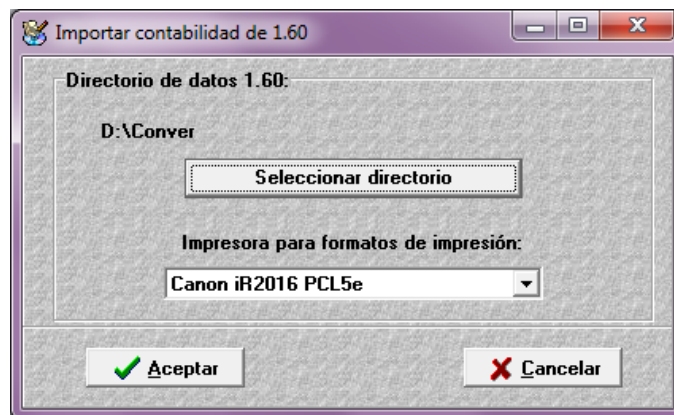 Importar contabilidad de 1.60
Directorio de datos 1.60:
D:\Conver
Seleccionar directorio
Impresora para formatos de impresión:
Canon iR2016 PCL5e
Aceptar
Cancelar